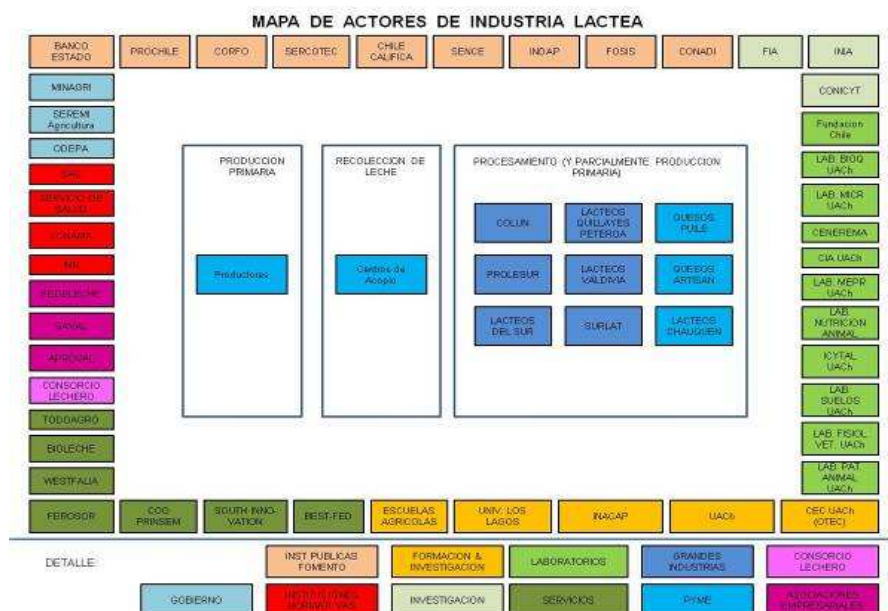 MAPA DE ACTORES DE INDUSTRIA LACTEA
BANCO
ESTADO
PROCHILE
CORFO
SERCOTEC
CHILE
CALIFICA
SENCE
INDAP
FOSIS
CONADI
FIA
INIA
MINAGRI
SEREMI
Agricultura
ODEPA
SAG
SERVICIO DE
SALUD
CONAMA
INN
FEDELECHE
GAVAL
APROVAL
CONSORCIO
LECHERO
TODOAGRO
BIOLECHE
WESTFALIA
FEROSOR
PRODUCCION
PRIMARIA
Productores
RECOLECCION DE
LECHE
Centros de
Acopio
PROCESAMIENTO (Y PARCIALMENTE PRODUCCION
PRIMARIA)
COLUN
LACTEOS
QUILLAYES
PETEROA
QUESOS
PUILE
PROLESUR
LACTEOS
VALDIVIA
QUESOS
ARTISAN
LACTEOS
DEL SUR
SURLAT
LACTEOS
CHAUQUEN
CONICYT
Fundacion
Chile
LAB. BIOQ
UACh
LAB. MICR
UACh
CENEREMA
CIA UACh
LAB. MEPR
UACh
LAB.
NUTRICION
ANIMAL
ICYTAL
UACh
LAB.
SUELOS
UACh
LAB. FISIOL
VET. UACh
LAB. PAT.
ANIMAL
UACh
COO
PRINSEM
SOUTH INNO-
VATION
BEST-FED
ESCUELAS
AGRICOLAS
UNIV. LOS
LAGOS
INACAP
UACh
CEC UACh
(OTEC)
DETALLE:
INST PUBLICAS
FOMENTO
FORMACION &
INVESTIGACION
LABORATORIOS
GRANDES
INDUSTRIAS
CONSORCIO
LECHERO
GOBIERNO
INSTITUCIONES
NORMATIVAS
INVESTIGACION
SERVICIOS
PYME
ASOCIACIONES
EMPRESARIALES